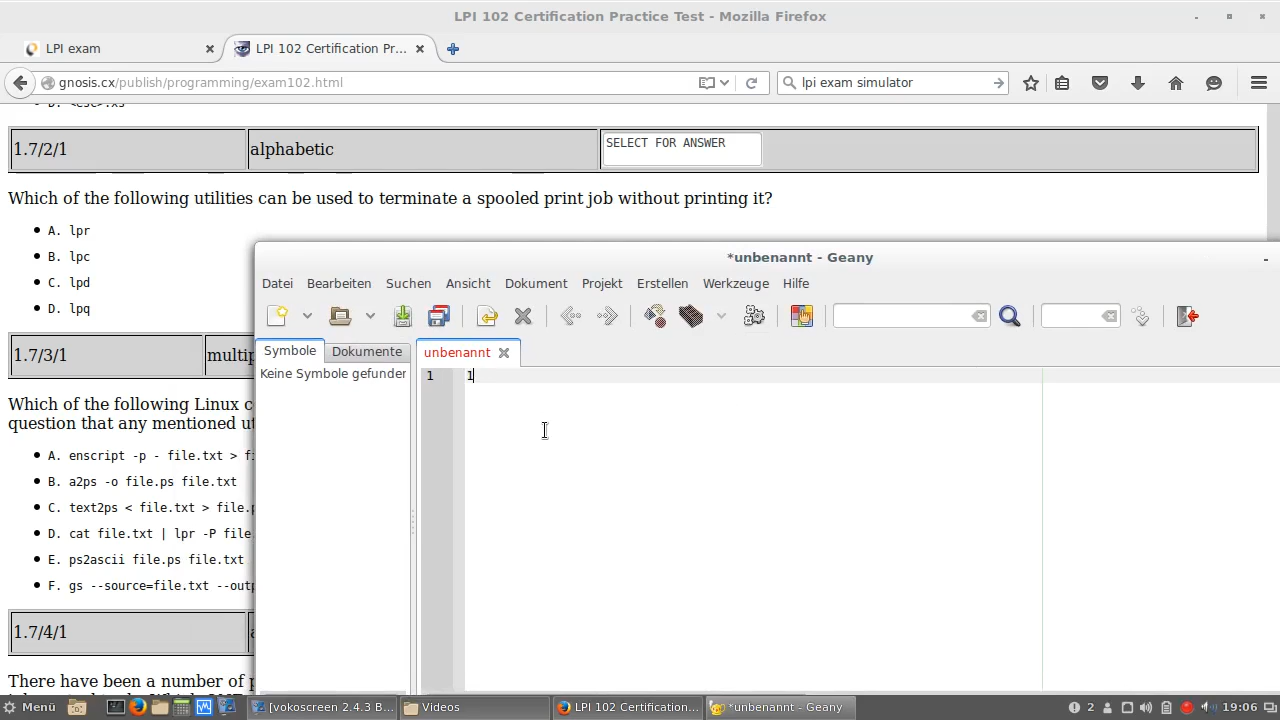 LPI 102 Certification Practice Test - Mozilla Firefox
LPI exam
LPI 102 Certification Pr...
gnosis.cx/publish/programming/exam102.html
lpi exam simulator
1.7/2/1
alphabetic
SELECT FOR ANSWER
Which of the following utilities can be used to terminate a spooled print job without printing it?
A. lpr
B. lpc
C. lpd
D. lpq
1.7/3/1
Which of the following Linux
question that any mentioned
A. enscript -p - file.txt >
B. a2ps -o file.ps file.txt
C. text2ps < file.txt >
D. cat file.txt | lpr -P
E. ps2ascii file.ps file.txt
F. gs --source=file.txt
1.7/4/1
There have been a number of
*unbenannt - Geany
Datei Bearbeiten Suchen Ansicht Dokument Projekt Erstellen Werkzeuge Hilfe
Symbole Dokumente
unbenannt
Keine Symbole gefunden
1 1
Menü
[vokoscreen 2.4.3 B...
Videos
LPI 102 Certification...
*unbenannt - Geany
2
19:06